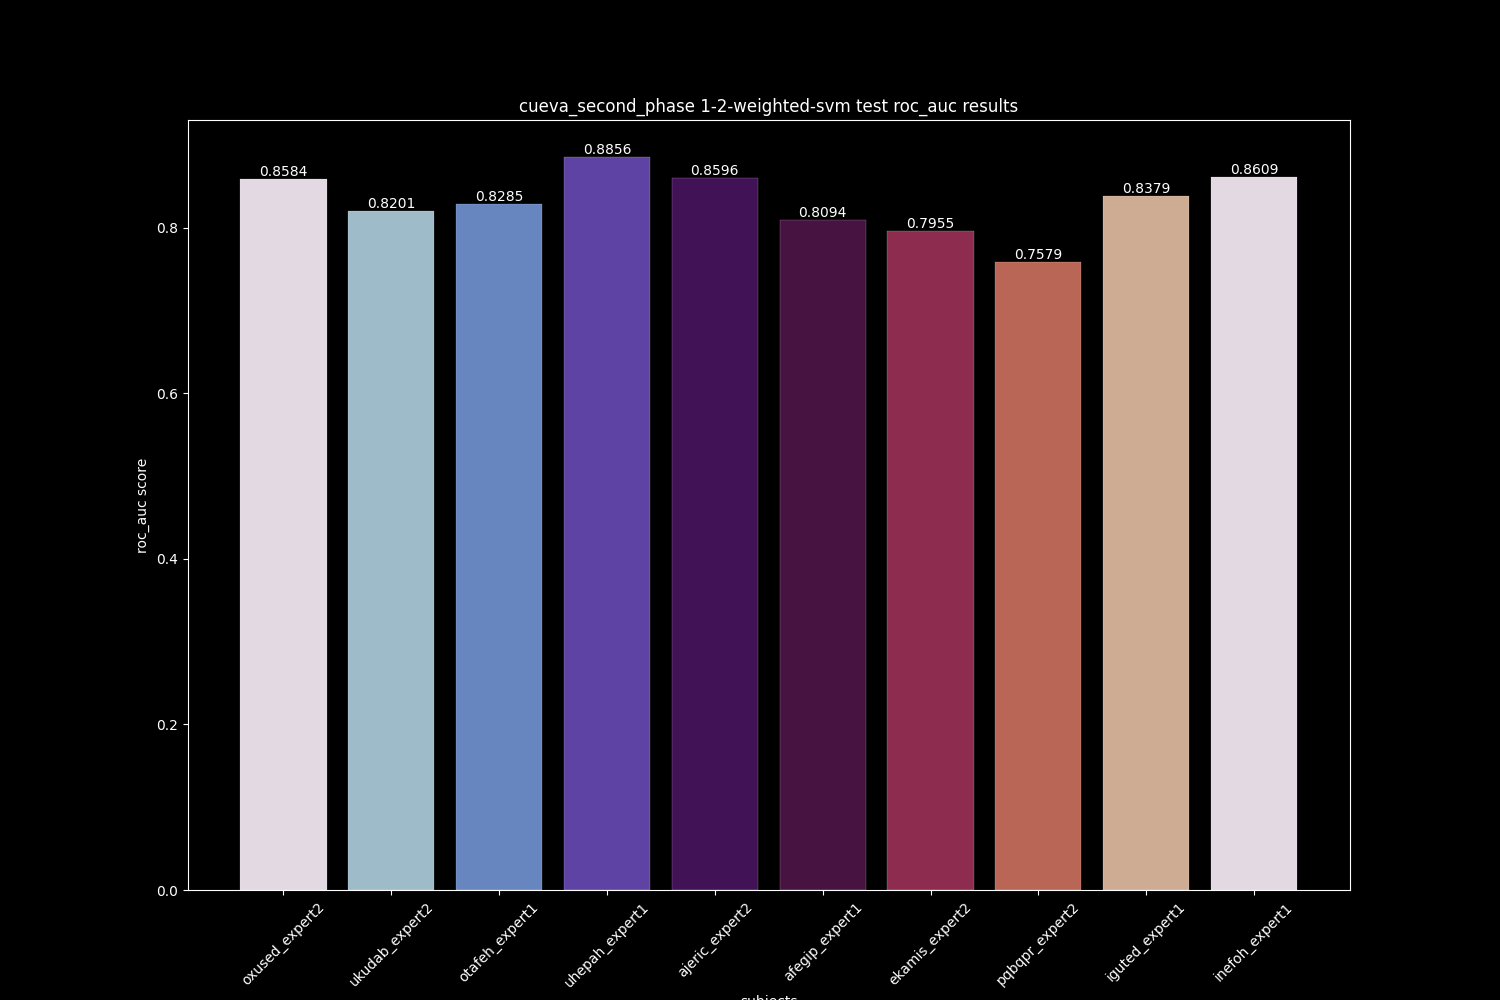 cueva_second_phase 1-2-weighted-svm test roc_auc results
0.8584
0.8201
0.8285
0.8856
0.8596
0.8094
0.7955
0.7579
0.8379
0.8609
0.8
0.6
0.4
0.2
0.0
roc_auc score
oxused_expert2
ukudab_expert2
otafeh_expert1
uhepah_expert1
ajeric_expert2
afegip_expert1
ekamis_expert2
pqbqpr_expert2
iguted_expert1
inefoh_expert1
subjects